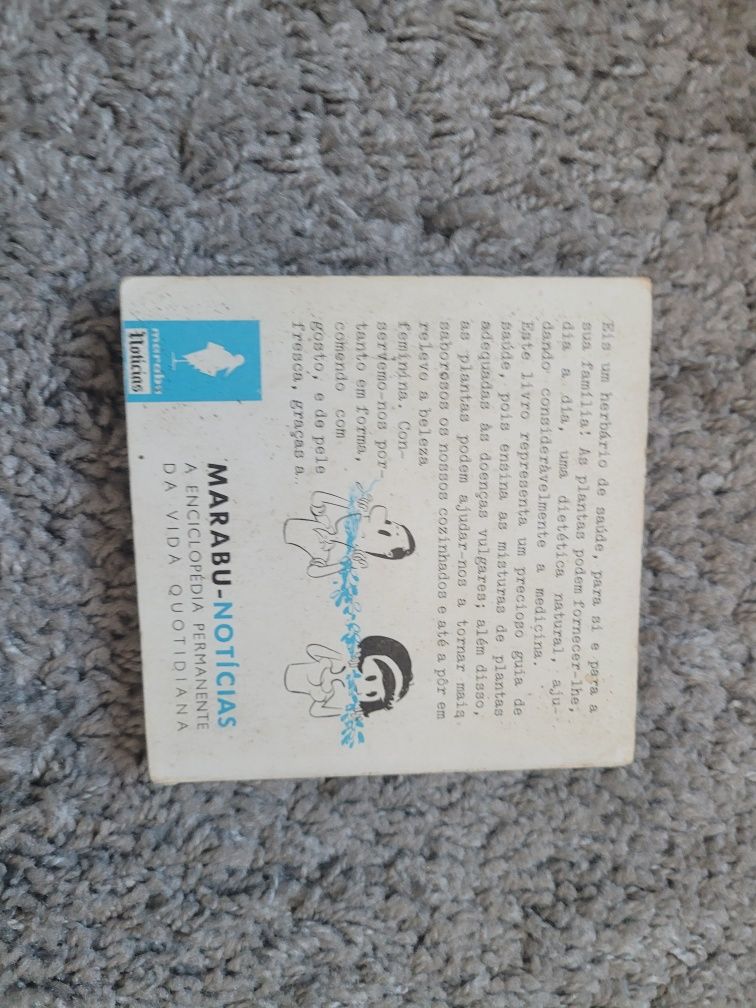 Eis um herbário de saúde, para si e para a
sua família! As plantas podem fornecer-lhe,
dia a dia, uma dietética natural, aju-
dando consideràvelmente a medicina.
Este livro representa um precioso guia de
saúde, pois ensina as misturas de plantas
adequadas às doenças vulgares; além disso,
as plantas podem ajudar-nos a tornar mais
saborosos os nossos cozinhados e até a pôr em
relevo a beleza
feminina. Con-
servemo-nos por-
tanto em forma,
comendo com
gosto, e de pele
fresca, graças a..
marabu
Notícias
MARABU-NOTÍCIAS
A ENCICLOPÉDIA PERMANENTE
DA VIDA QUOTIDIANA